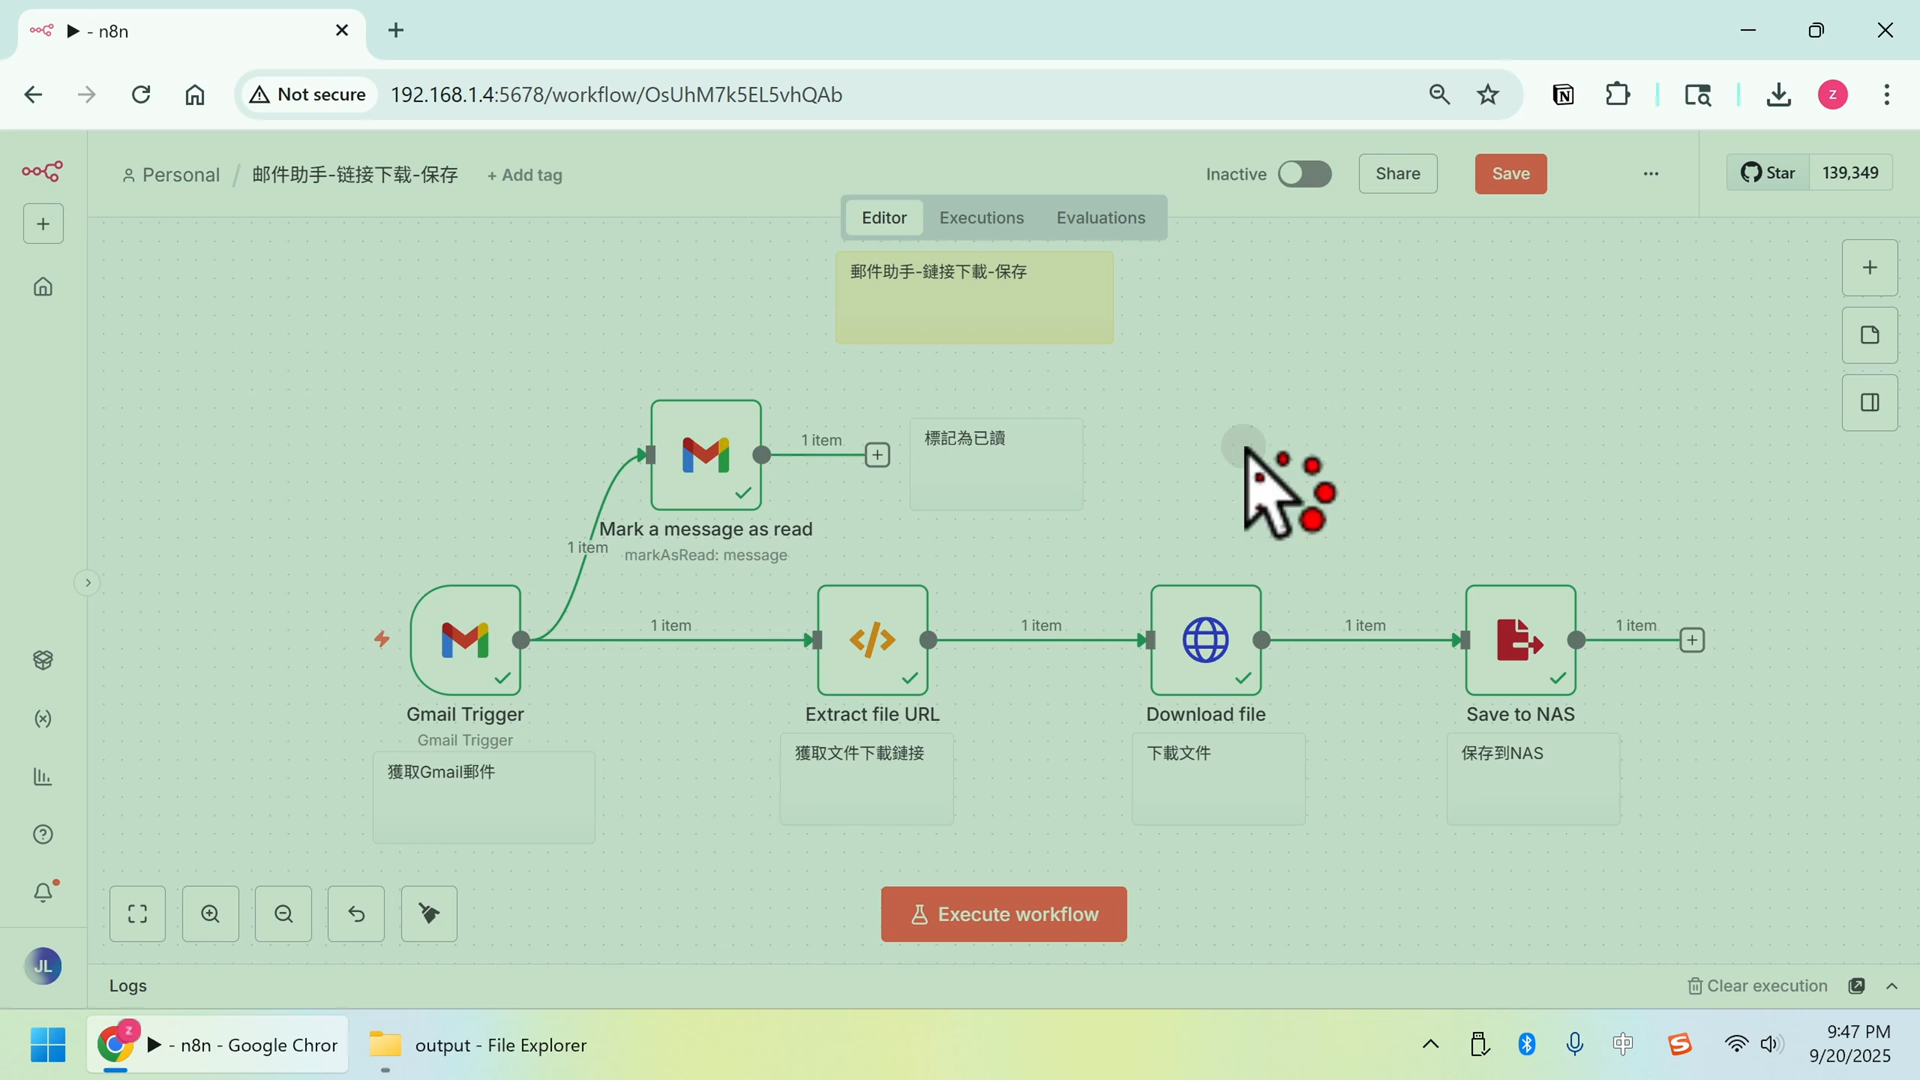 ▶ - n8n
Not secure
192.168.1.4:5678/workflow/OsUhM7k5EL5vhQAb
z
Personal / 邮件助手-链接下载-保存 + Add tag
Inactive
Share
Save
Star 139,349
Editor Executions Evaluations
郵件助手-鏈接下載-保存
1 item
標記為已讀
Mark a message as read
markAsRead: message
1 item
1 item
1 item
1 item
1 item
Gmail Trigger
Gmail Trigger
Extract file URL
Download file
Save to NAS
獲取Gmail郵件
獲取文件下載鏈接
下載文件
保存到NAS
Execute workflow
JL
Logs
Clear execution
z
▶ - n8n - Google Chror
output - File Explorer
中
9:47 PM
9/20/2025